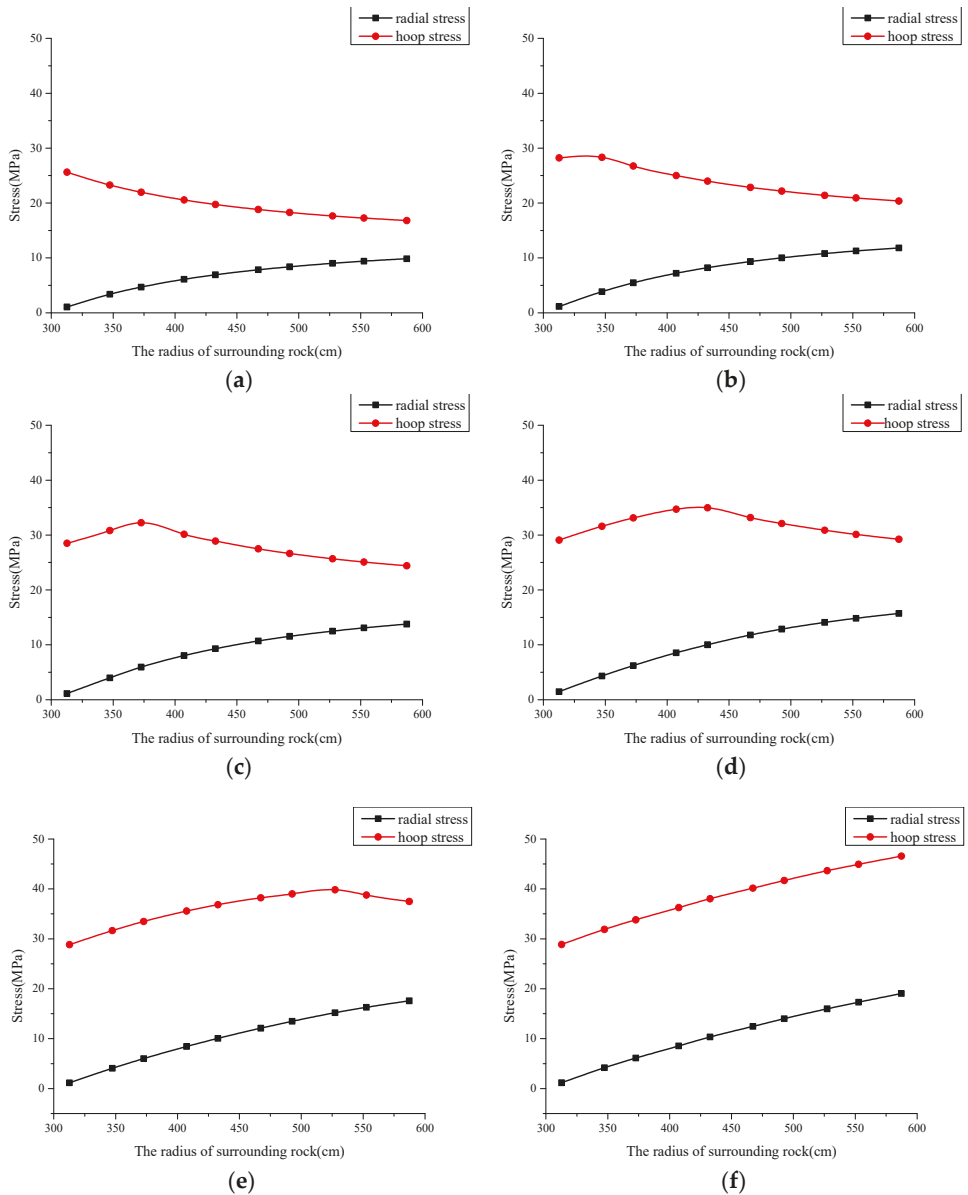 radial stress
hoop stress
50
40
30
20
10
0
Stress(MPa)
300 350 400 450 500 550 600
The radius of surrounding rock(cm)
(a)
radial stress
hoop stress
50
40
30
20
10
0
Stress(MPa)
300 350 400 450 500 550 600
The radius of surrounding rock(cm)
(b)
radial stress
hoop stress
50
40
30
20
10
0
Stress(MPa)
300 350 400 450 500 550 600
The radius of surrounding rock(cm)
(c)
radial stress
hoop stress
50
40
30
20
10
0
Stress(MPa)
300 350 400 450 500 550 600
The radius of surrounding rock(cm)
(d)
radial stress
hoop stress
50
40
30
20
10
0
Stress(MPa)
300 350 400 450 500 550 600
The radius of surrounding rock(cm)
(e)
radial stress
hoop stress
50
40
30
20
10
0
Stress(MPa)
300 350 400 450 500 550 600
The radius of surrounding rock(cm)
(f)